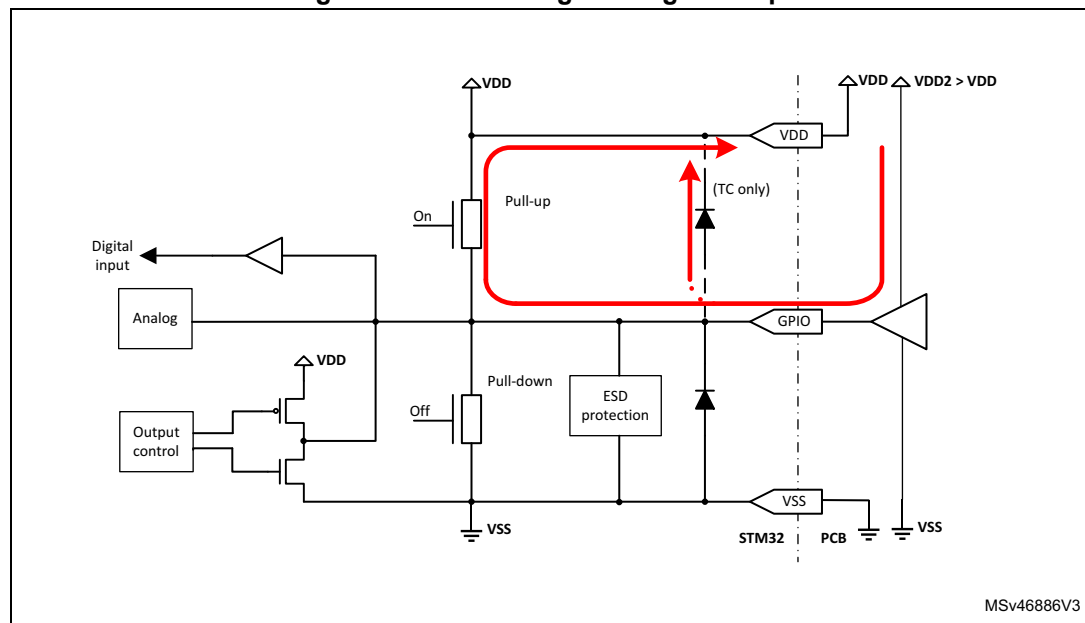 VDD
VDD
VDD2 > VDD
VDD
(TC only)
Pull-up
On
Digital
input
Analog
GPIO
VDD
Pull-down
ESD
protection
Off
Output
control
VSS
VSS
VSS
STM32
PCB
MSv46886V3